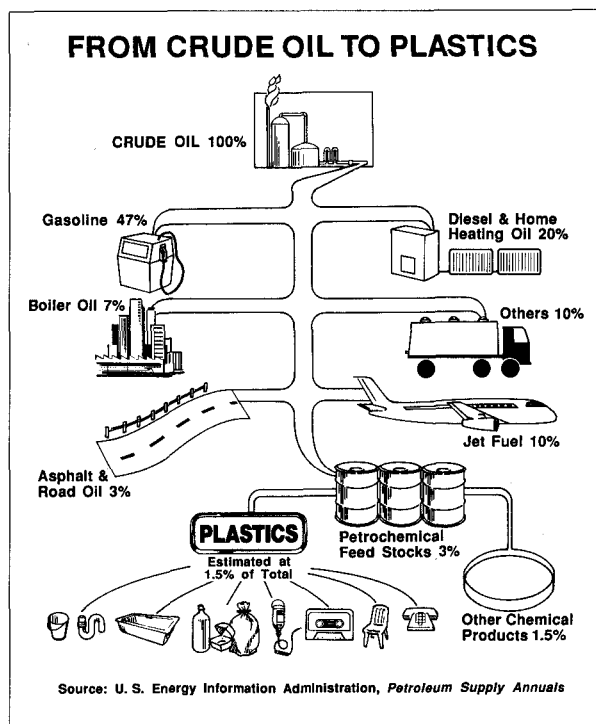 FROM CRUDE OIL TO PLASTICS
CRUDE OIL 100%
Gasoline 47%
Diesel & Home
Heating Oil 20%
Boiler Oil 7%
Others 10%
Jet Fuel 10%
Asphalt &
Road Oil 3%
PLASTICS
Estimated at
1.5% of Total
Petrochemical
Feed Stocks 3%
Other Chemical
Products 1.5%
Source: U. S. Energy Information Administration, Petroleum Supply Annuals